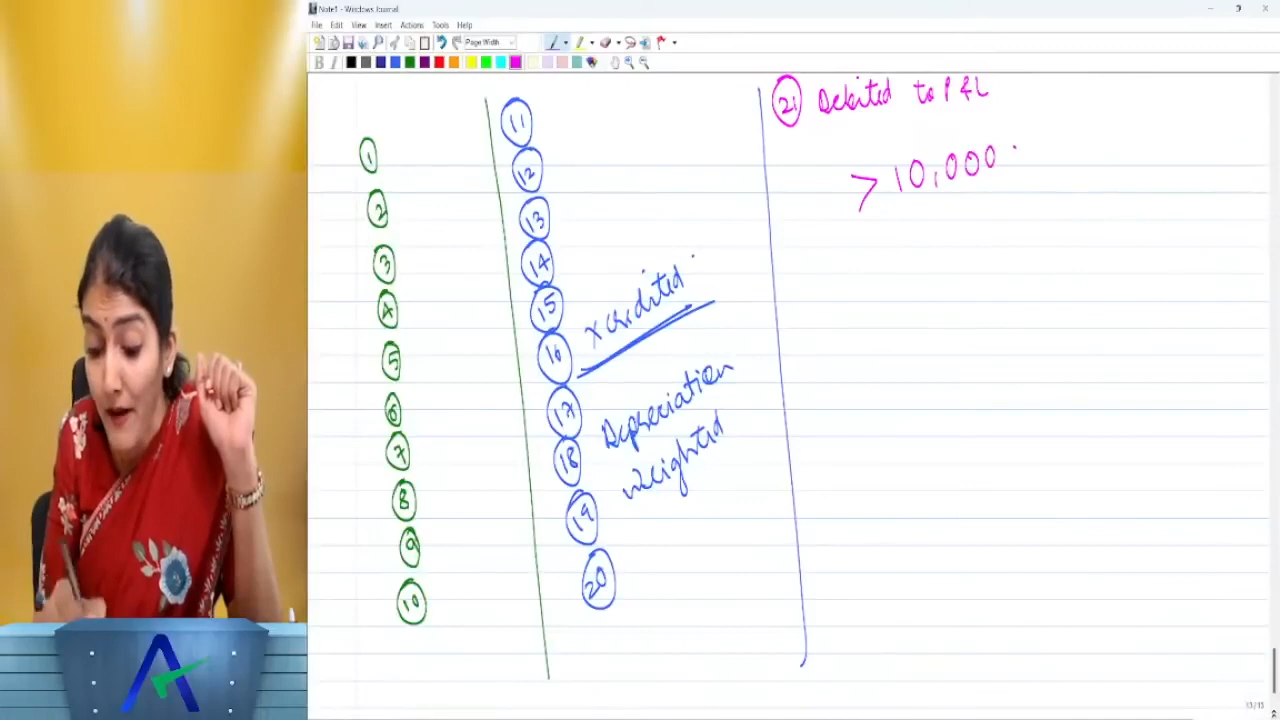 Note1 - Windows Journal
File Edit View Insert Actions Tools Help
Page Width
B I
1
2
3
4
5
6
7
8
9
10
11
12
13
14
15
16
17
18
19
20
x credited
Depreciation
weighted
21 Debited to P & L
> 10,000
13/13